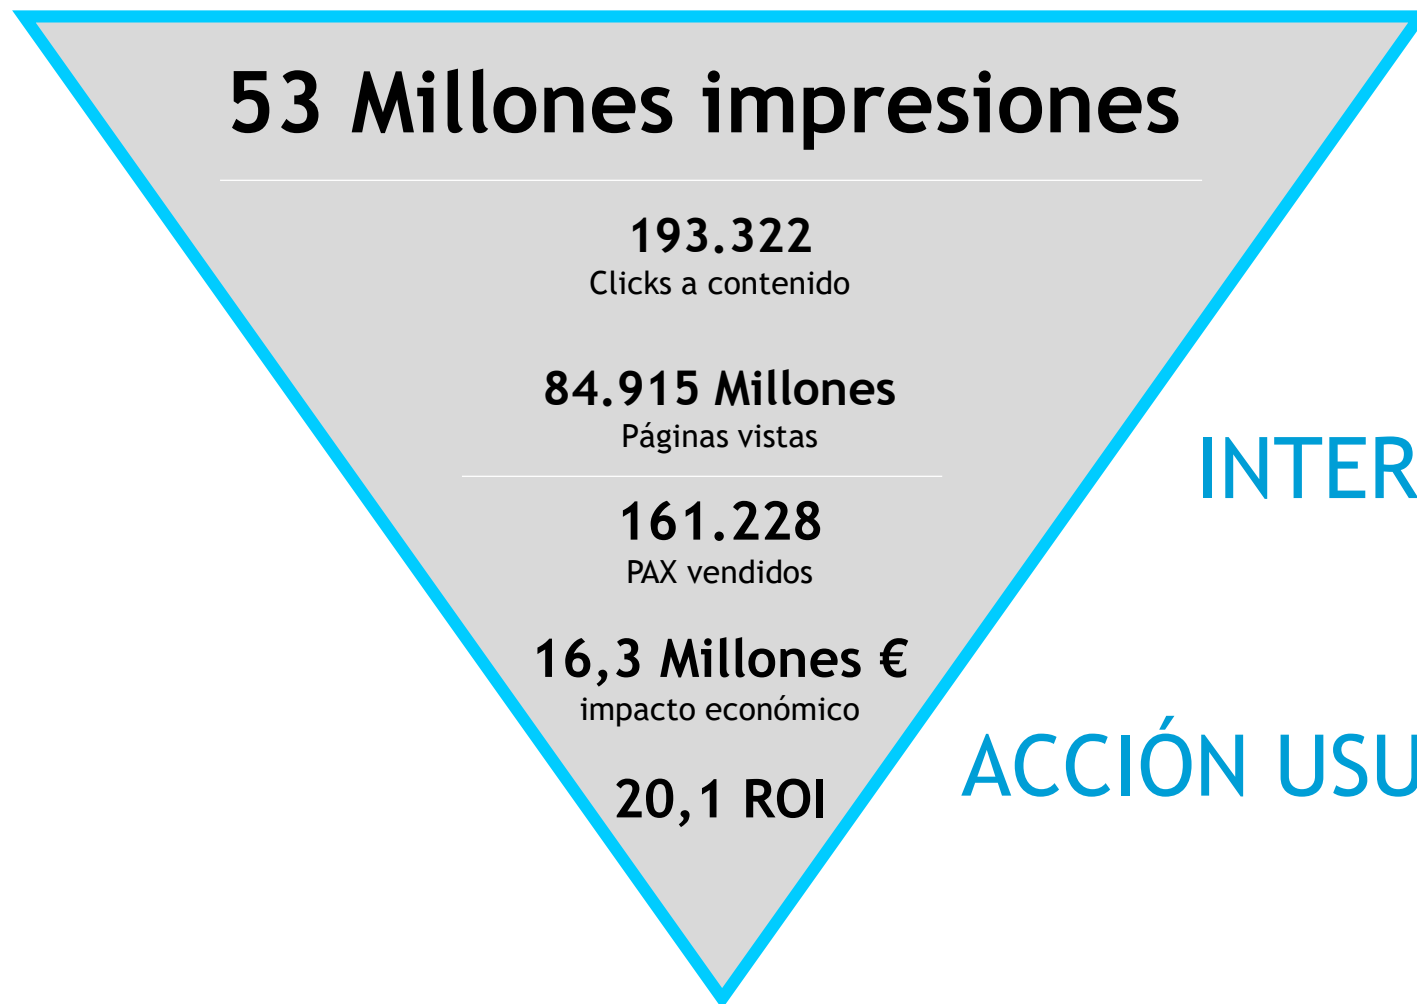 53 Millones impresiones
193.322
Clicks a contenido
84.915 Millones
Páginas vistas
INTER
161.228
PAX vendidos
16,3 Millones €
impacto económico
ACCIÓN USU
20,1 ROI